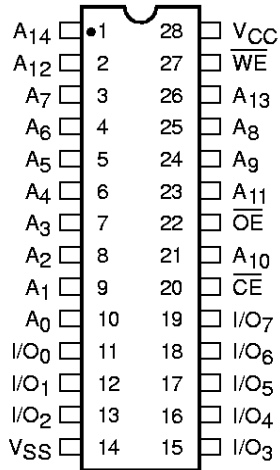 A14 1 28 VCC
A12 2 27 WE
A7 3 26 A13
A6 4 25 A8
A5 5 24 A9
A4 6 23 A11
A3 7 22 OE
A2 8 21 A10
A1 9 20 CE
A0 10 19 I/O7
I/O0 11 18 I/O6
I/O1 12 17 I/O5
I/O2 13 16 I/O4
VSS 14 15 I/O3